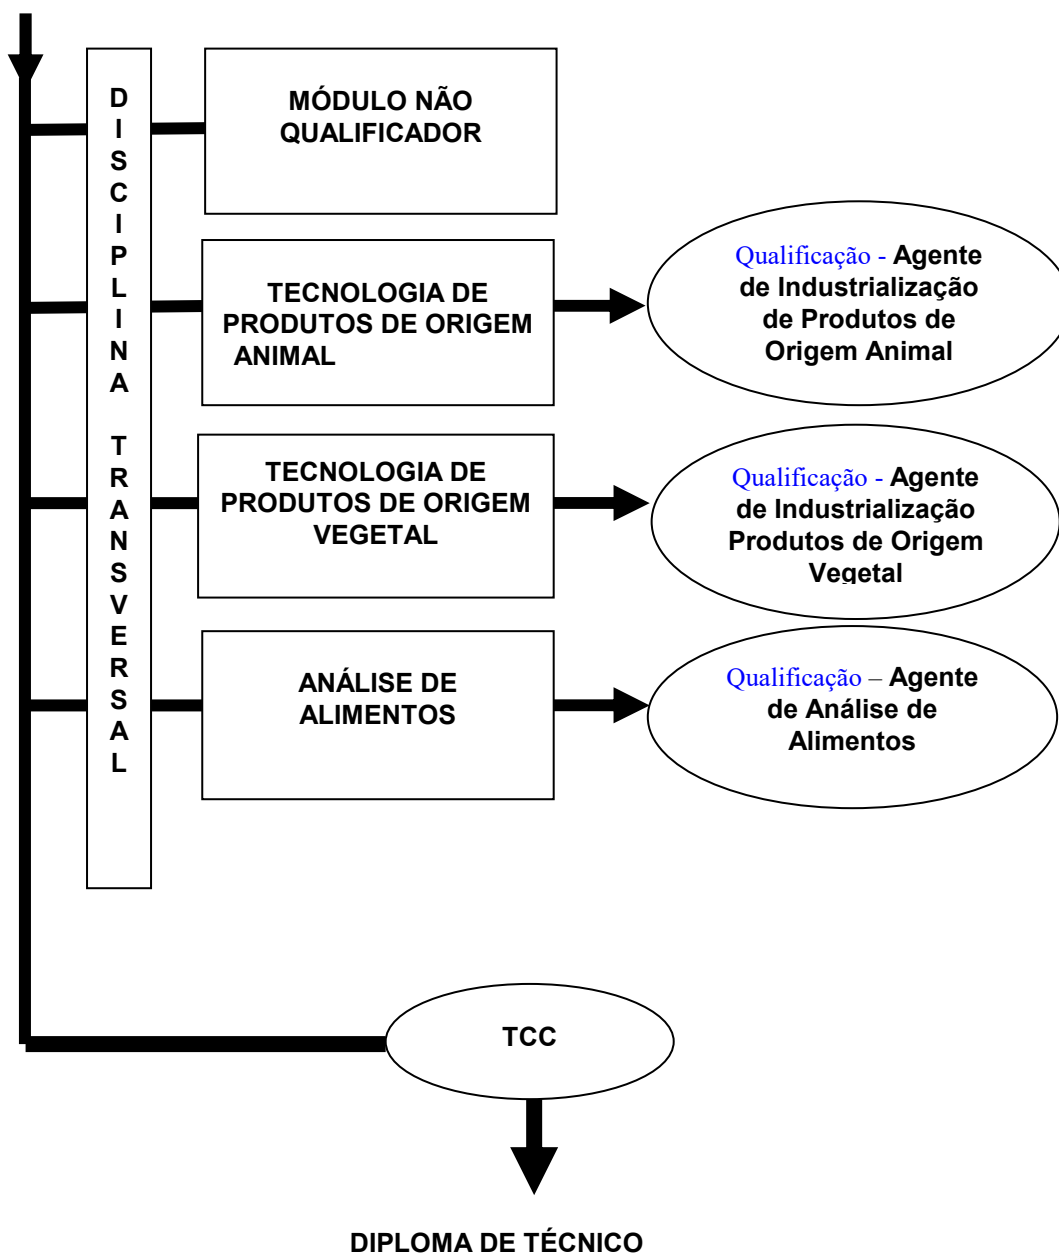 DISCIPLINA TRANSVERSAL
MÓDULO NÃO
QUALIFICADOR
TECNOLOGIA DE
PRODUTOS DE ORIGEM
ANIMAL
Qualificação - Agente
de Industrialização
de Produtos de
Origem Animal
TECNOLOGIA DE
PRODUTOS DE ORIGEM
VEGETAL
Qualificação - Agente
de Industrialização
Produtos de Origem
Vegetal
ANÁLISE DE
ALIMENTOS
Qualificação – Agente
de Análise de
Alimentos
TCC
DIPLOMA DE TÉCNICO